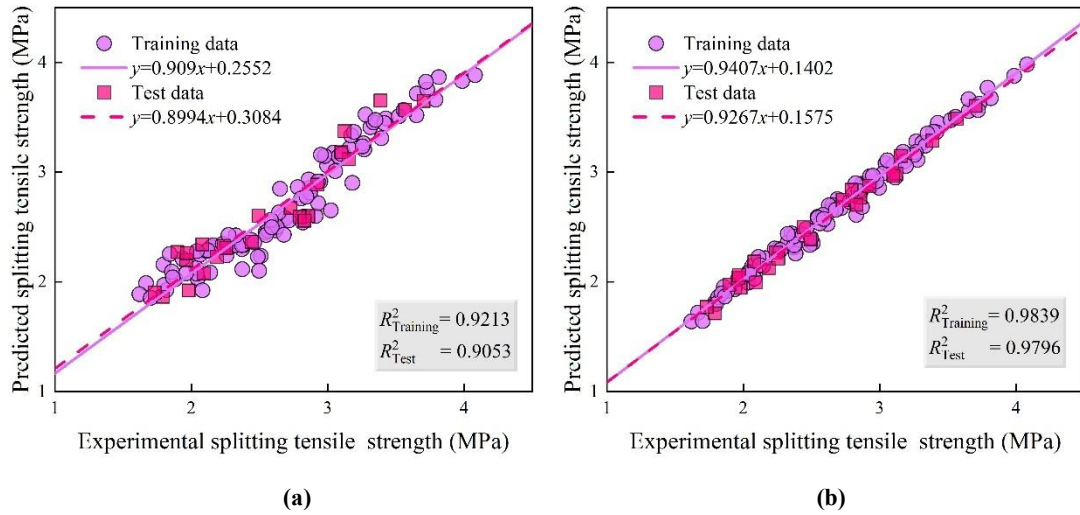 Predicted splitting tensile strength (MPa)
4
3
2
1
Training data
y=0.909x+0.2552
Test data
y=0.8994x+0.3084
R²Training = 0.9213
R²Test = 0.9053
1 2 3 4
Experimental splitting tensile strength (MPa)
(a)
Predicted splitting tensile strength (MPa)
4
3
2
1
Training data
y=0.9407x+0.1402
Test data
y=0.9267x+0.1575
R²Training = 0.9839
R²Test = 0.9796
1 2 3 4
Experimental splitting tensile strength (MPa)
(b)